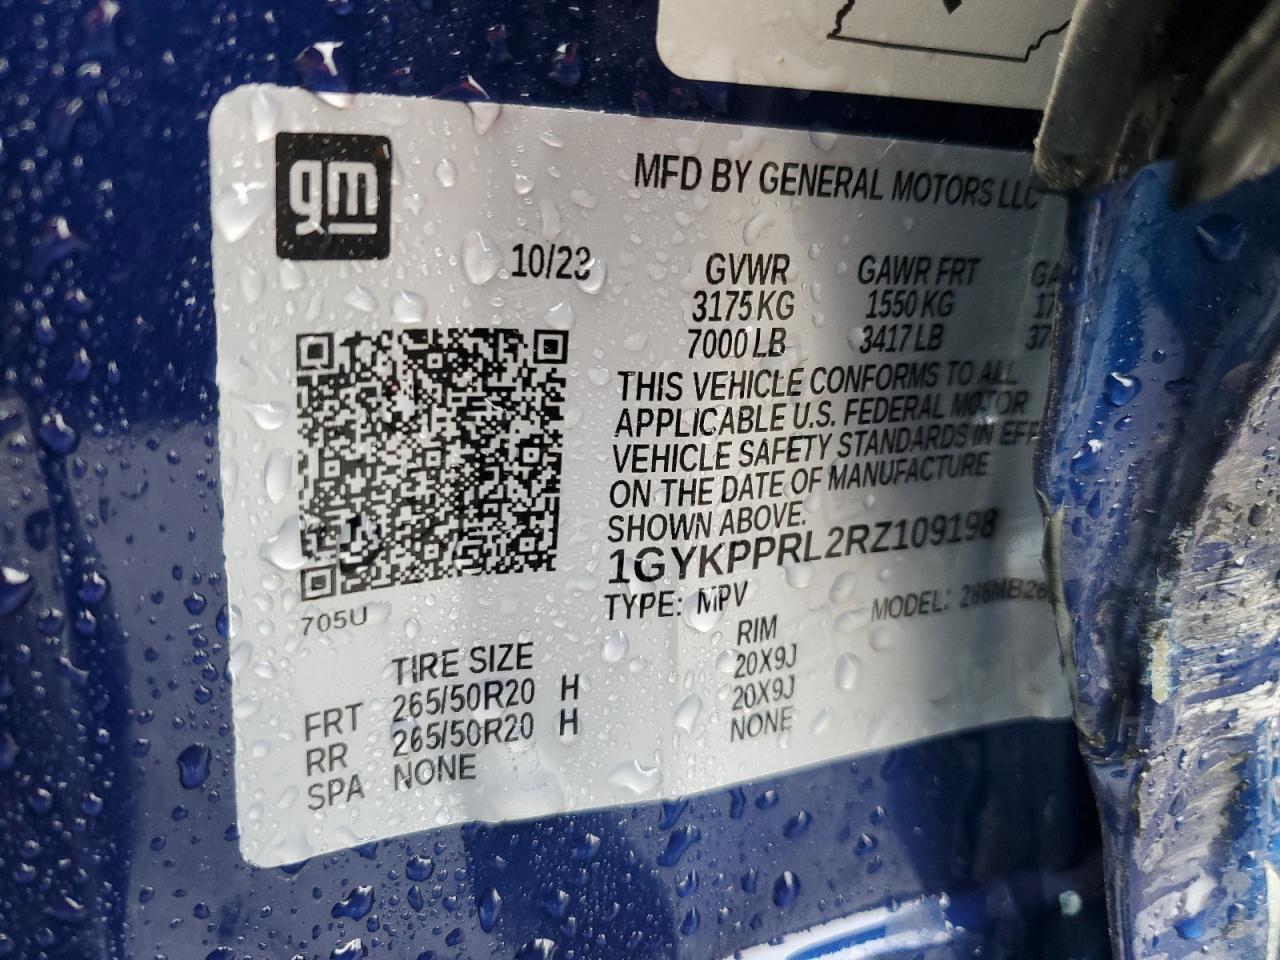 gm
MFD BY GENERAL MOTORS LLC
10/23
GVWR GAWR FRT
3175 KG 1550 KG
7000 LB 3417 LB
THIS VEHICLE CONFORMS TO ALL
APPLICABLE U.S. FEDERAL MOTOR
VEHICLE SAFETY STANDARDS IN EFF
ON THE DATE OF MANUFACTURE
SHOWN ABOVE.
1GYKPPRL2RZ109198
TYPE: MPV MODEL:
705U
TIRE SIZE RIM
FRT 265/50R20 H 20X9J
RR 265/50R20 H 20X9J
SPA NONE NONE